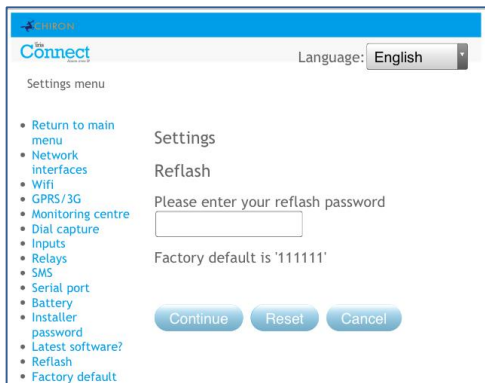 CHIRON
iris
Connect
Language: English
Settings menu
Return to main
menu
Network
interfaces
Wifi
GPRS/3G
Monitoring centre
Dial capture
Inputs
Relays
SMS
Serial port
Battery
Installer
password
Latest software?
Reflash
Factory default
Settings
Reflash
Please enter your reflash password
Factory default is '111111'
Continue Reset Cancel